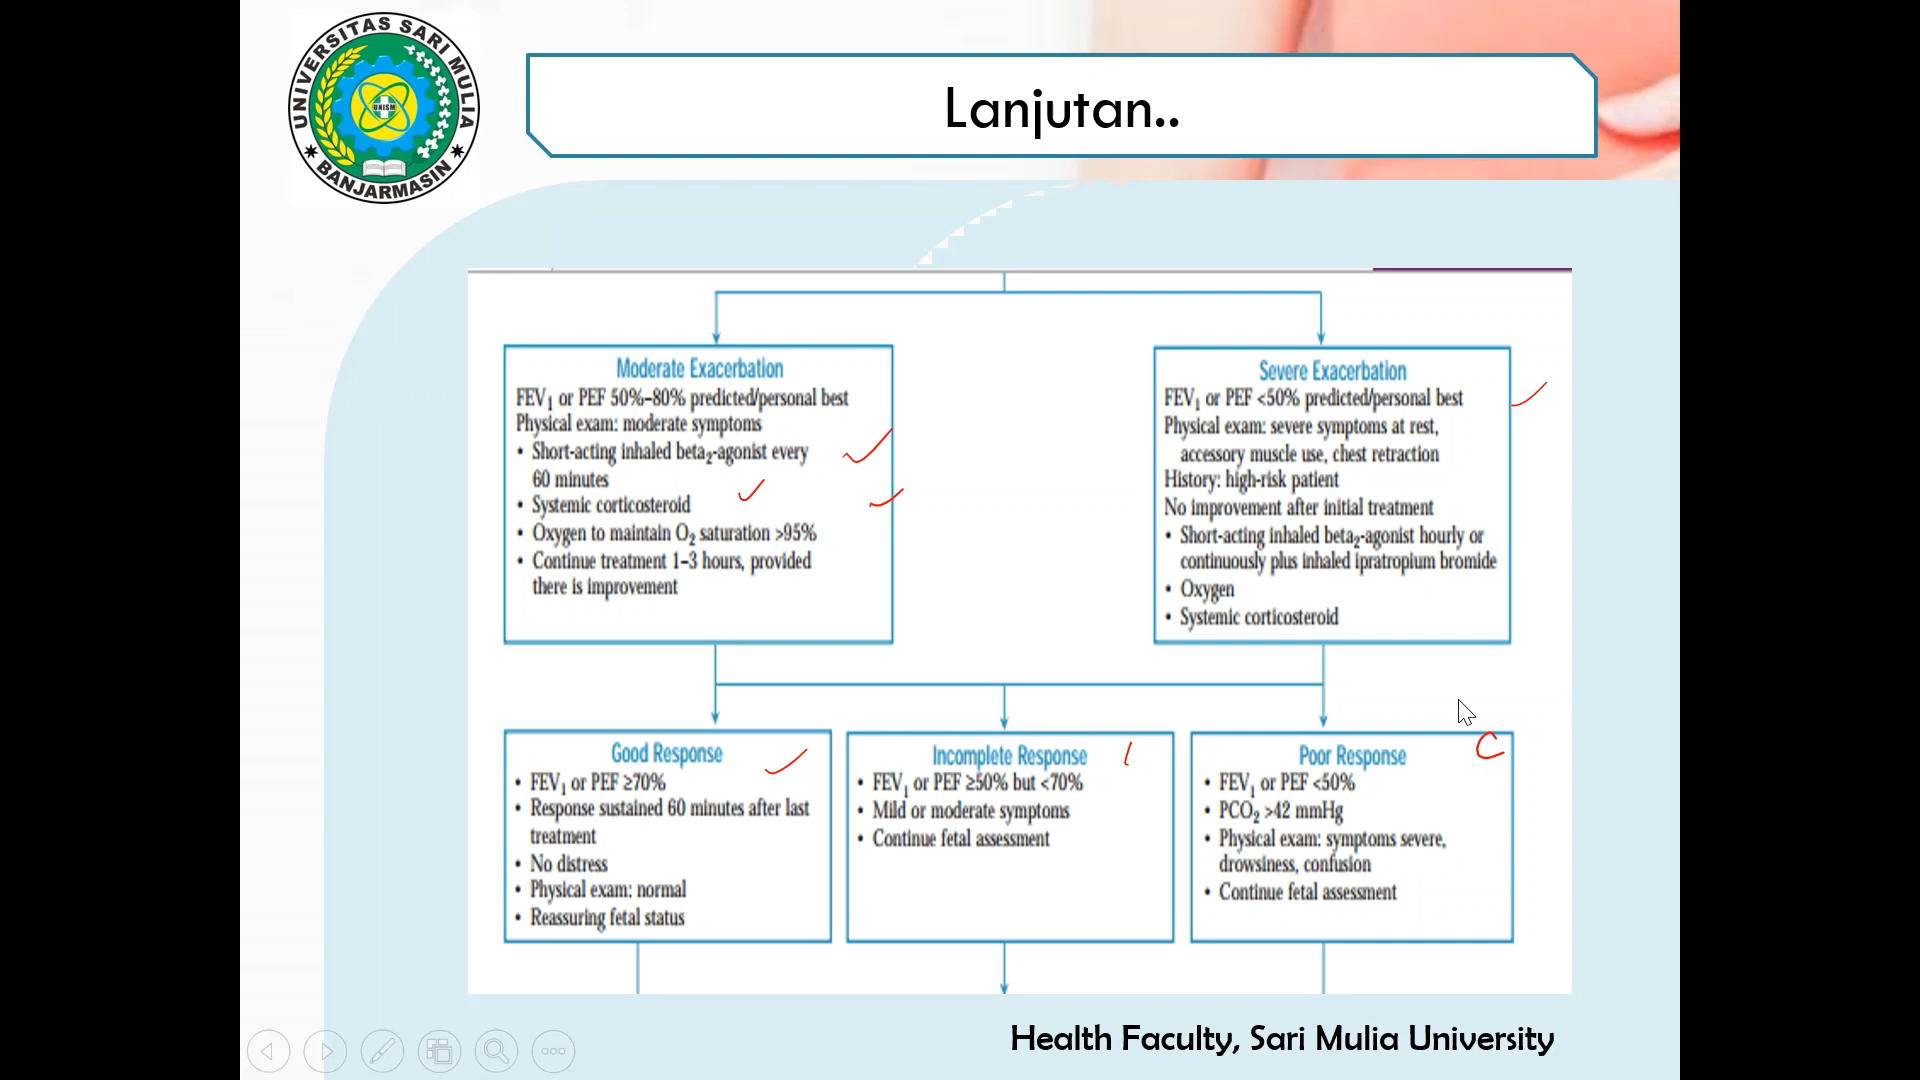 UNIVERSITAS SARI MULIA
UNISM
BANJARMASIN
Lanjutan..
Moderate Exacerbation
FEV1 or PEF 50%–80% predicted/personal best
Physical exam: moderate symptoms
• Short-acting inhaled beta2-agonist every
60 minutes
• Systemic corticosteroid
• Oxygen to maintain O2 saturation >95%
• Continue treatment 1–3 hours, provided
there is improvement
Severe Exacerbation
FEV1 or PEF <50% predicted/personal best
Physical exam: severe symptoms at rest,
accessory muscle use, chest retraction
History: high-risk patient
No improvement after initial treatment
• Short-acting inhaled beta2-agonist hourly or
continuously plus inhaled ipratropium bromide
• Oxygen
• Systemic corticosteroid
Good Response
• FEV1 or PEF ≥70%
• Response sustained 60 minutes after last
treatment
• No distress
• Physical exam: normal
• Reassuring fetal status
Incomplete Response
• FEV1 or PEF ≥50% but <70%
• Mild or moderate symptoms
• Continue fetal assessment
Poor Response
• FEV1 or PEF <50%
• PCO2 >42 mmHg
• Physical exam: symptoms severe,
drowsiness, confusion
• Continue fetal assessment
Health Faculty, Sari Mulia University